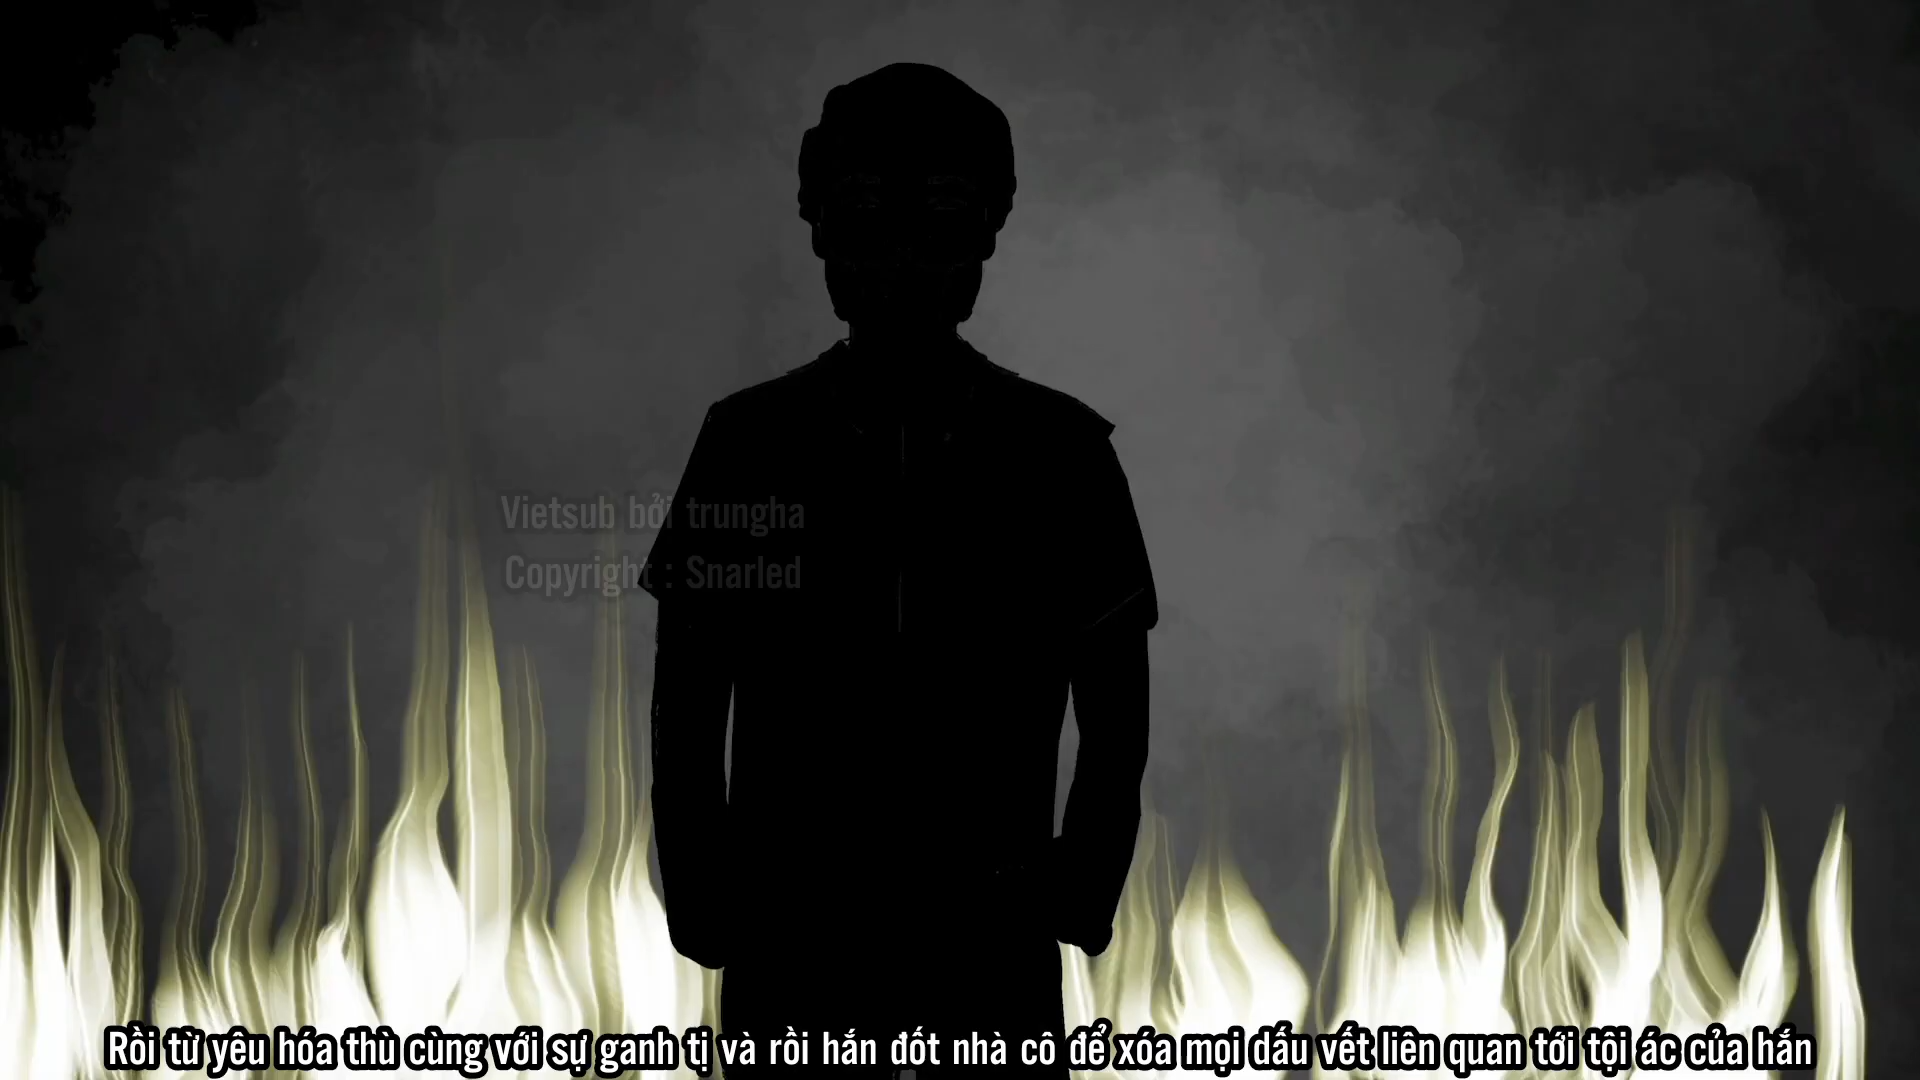 Vietsub bởi trungha
Copyright : Snarled
Rồi từ yêu hóa thù cùng với sự ganh tị và rồi hắn đốt nhà cô để xóa mọi dấu vết liên quan tới tội ác của hắn